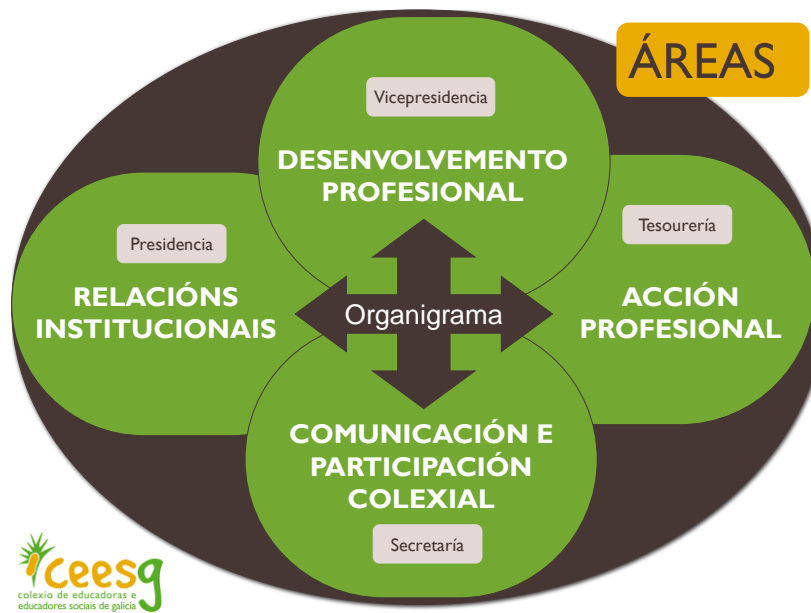 ÁREAS
Vicepresidencia
DESENVOLVEMENTO
PROFESIONAL
Presidencia
RELACIÓNS
INSTITUCIONAIS
Organigrama
Tesourería
ACCIÓN
PROFESIONAL
COMUNICACIÓN E
PARTICIPACIÓN
COLEXIAL
Secretaría
ceesg
colexio de educadoras e
educadores sociais de galicia